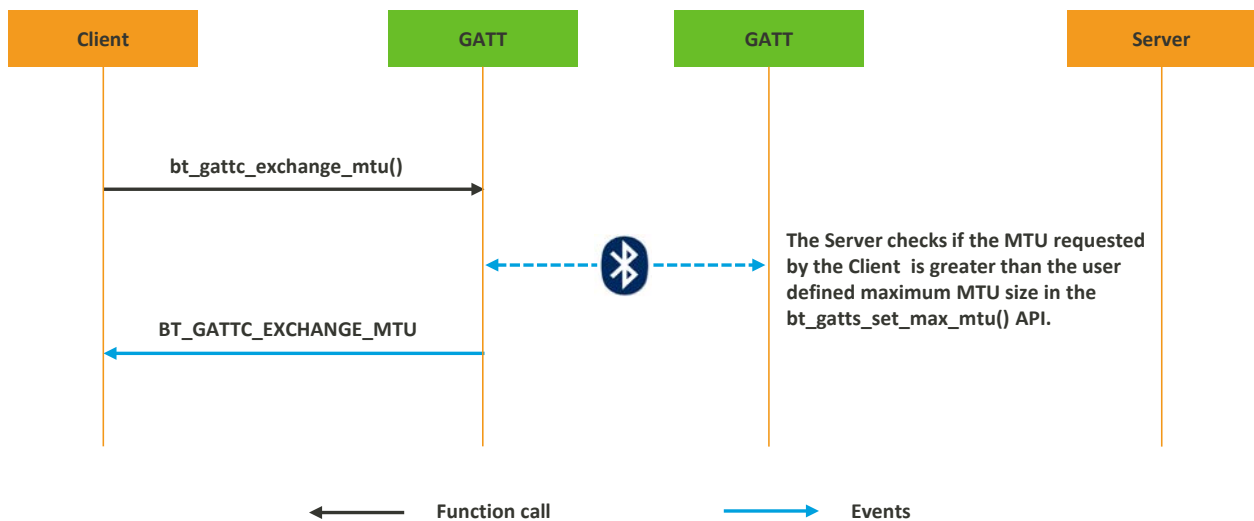 Client
GATT
GATT
Server
bt_gattc_exchange_mtu()
The Server checks if the MTU requested
by the Client is greater than the user
defined maximum MTU size in the
bt_gatts_set_max_mtu() API.
BT_GATTC_EXCHANGE_MTU
Function call
Events